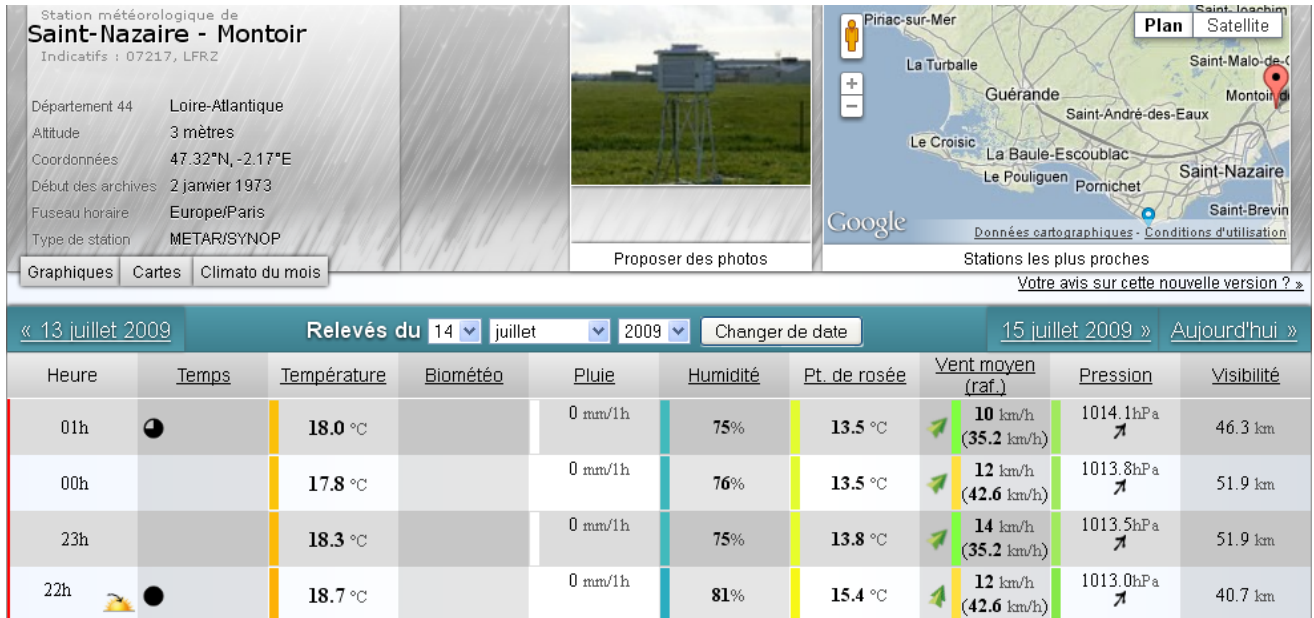 Station météorologique de
Saint-Nazaire - Montoir
Indicatifs : 07217, LFRZ
Département 44 Loire-Atlantique
Altitude 3 mètres
Coordonnées 47.32°N, -2.17°E
Début des archives 2 janvier 1973
Fuseau horaire Europe/Paris
Type de station METAR/SYNOP
Graphiques Cartes Climato du mois
Proposer des photos
Piriac-sur-Mer
Saint-Joachim
Plan Satellite
La Turballe
Saint-Malo-de-
Guérande
Montoir
Saint-André-des-Eaux
Le Croisic
La Baule-Escoublac
Le Pouliguen
Pornichet
Saint-Nazaire
Saint-Brevin
Google
Données cartographiques - Conditions d'utilisation
Stations les plus proches
Votre avis sur cette nouvelle version ? »
« 13 juillet 2009 Relevés du 14 juillet 2009 Changer de date 15 juillet 2009 » Aujourd'hui »
Heure Temps Température Biométéo Pluie Humidité Pt. de rosée Vent moyen (raf.) Pression Visibilité
01h 18.0 °C 0 mm/1h 75% 13.5 °C 10 km/h (35.2 km/h) 1014.1hPa 46.3 km
00h 17.8 °C 0 mm/1h 76% 13.5 °C 12 km/h (42.6 km/h) 1013.8hPa 51.9 km
23h 18.3 °C 0 mm/1h 75% 13.8 °C 14 km/h (35.2 km/h) 1013.5hPa 51.9 km
22h 18.7 °C 0 mm/1h 81% 15.4 °C 12 km/h (42.6 km/h) 1013.0hPa 40.7 km